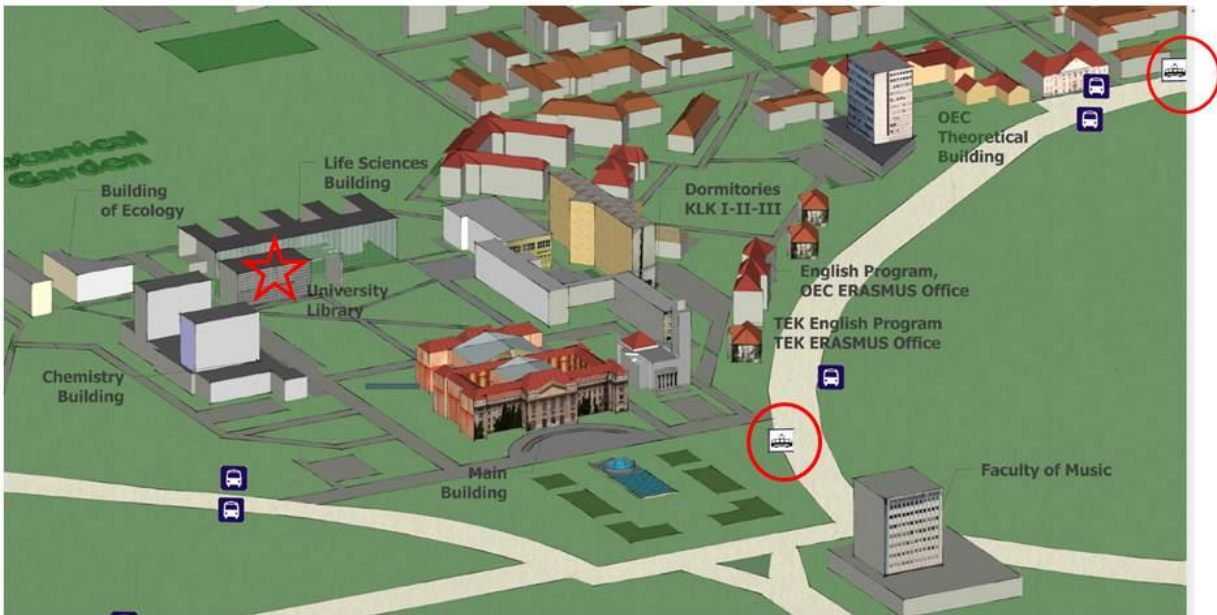 OEC
Theoretical
Building
Garden
Life Sciences
Building
Building
of Ecology
Dormitories
KLK I-II-III
English Program,
OEC ERASMUS Office
University
Library
TEK English Program
TEK ERASMUS Office
Chemistry
Building
Main
Building
Faculty of Music